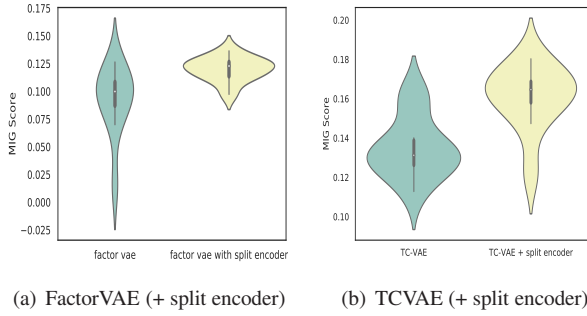 0.175
0.150
0.125
0.100
0.075
0.050
0.025
0.000
−0.025
MIG Score
factor vae
factor vae with split encoder
(a) FactorVAE (+ split encoder)
0.20
0.18
0.16
0.14
0.12
0.10
MIG Score
TC-VAE
TC-VAE + split encoder
(b) TCVAE (+ split encoder)